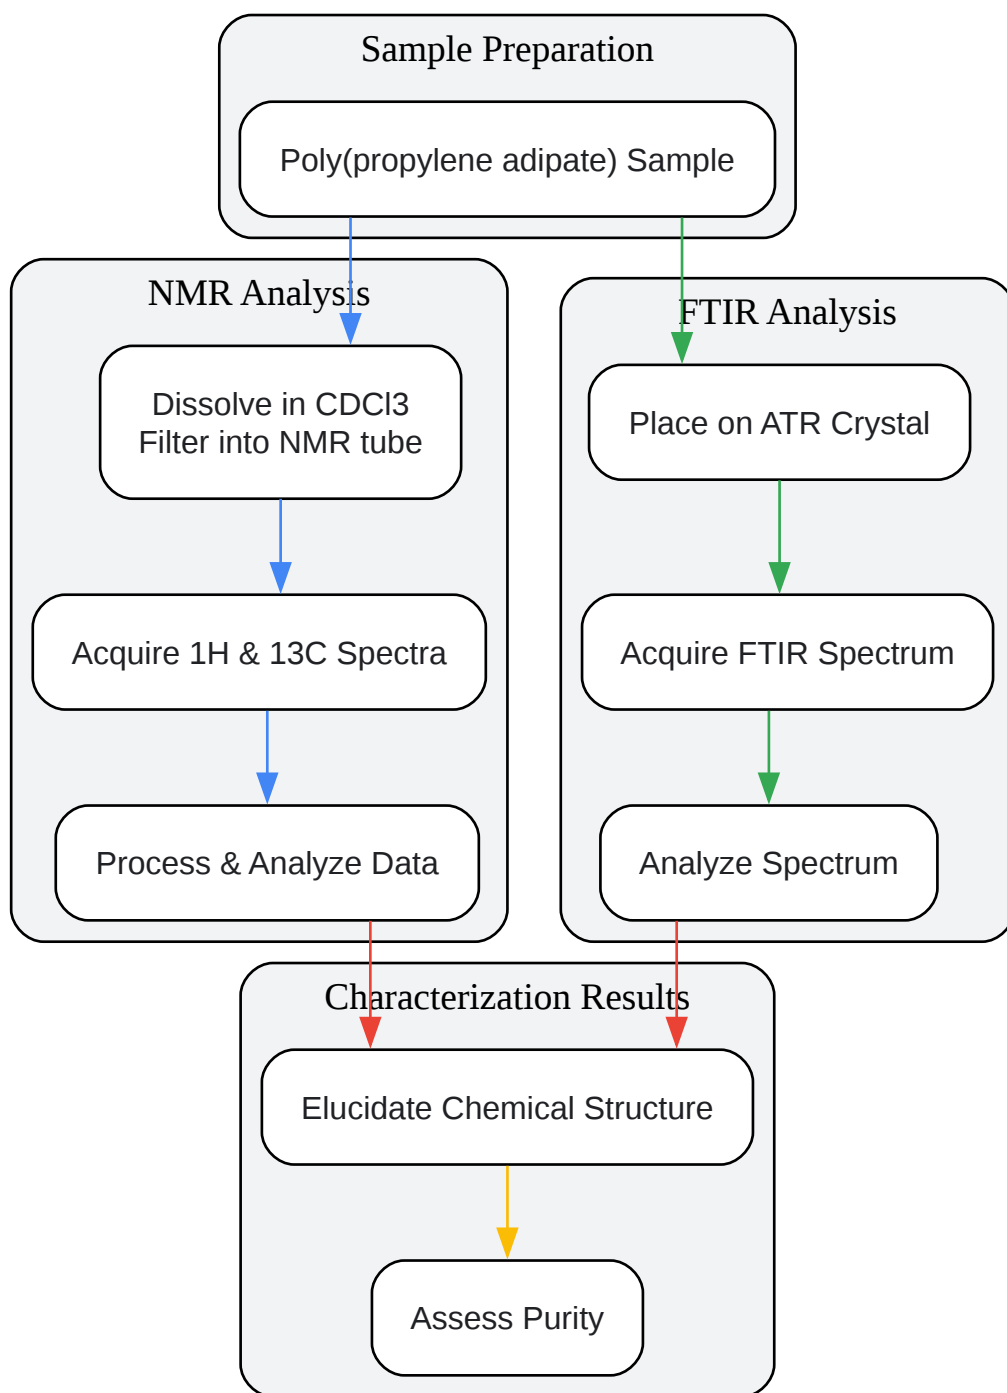 Sample Preparation
Poly(propylene adipate) Sample
NMR Analysis
Dissolve in CDCl3
Filter into NMR tube
Acquire 1H & 13C Spectra
Process & Analyze Data
FTIR Analysis
Place on ATR Crystal
Acquire FTIR Spectrum
Analyze Spectrum
Characterization Results
Elucidate Chemical Structure
Assess Purity